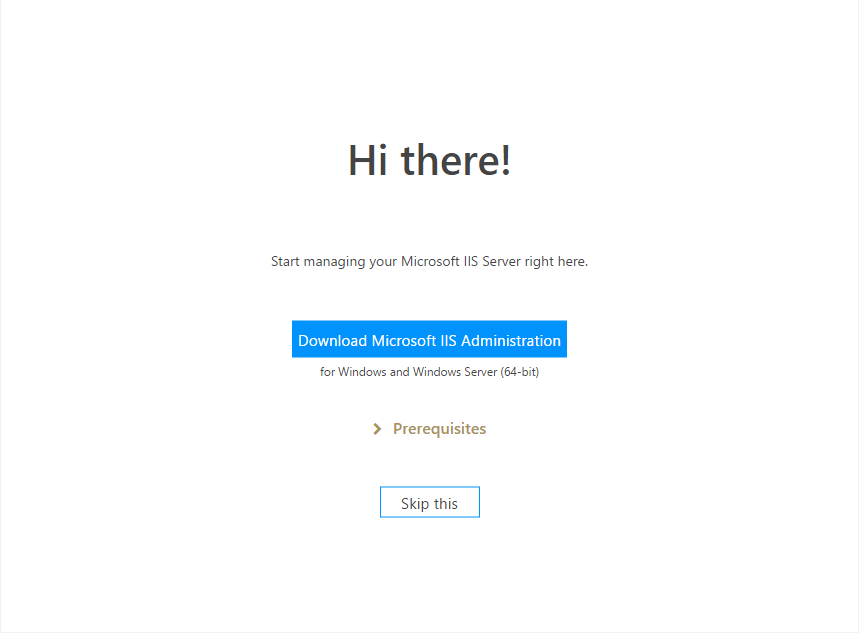 Hi there!
Start managing your Microsoft IIS Server right here.
Download Microsoft IIS Administration
for Windows and Windows Server (64-bit)
Prerequisites
Skip this